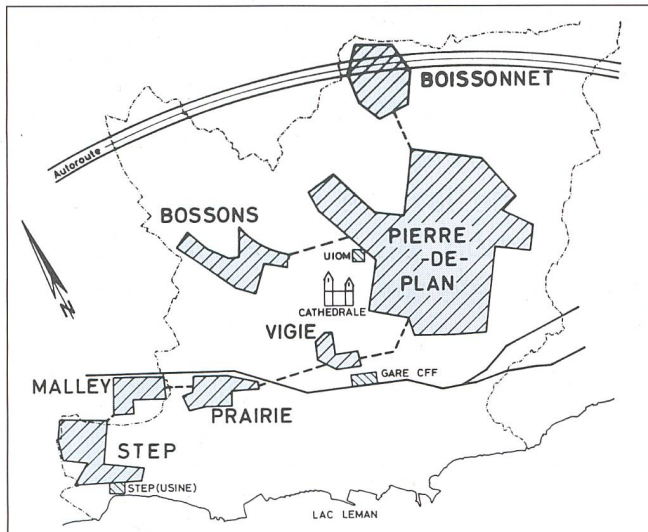 BOISSONNET
Autoroute
BOSSONS
PIERRE
-DE-
PLAN
UIOM
CATHEDRALE
N
VIGIE
GARE CFF
MALLEY
PRAIRIE
STEP
STEP(USINE)
LAC LEMAN